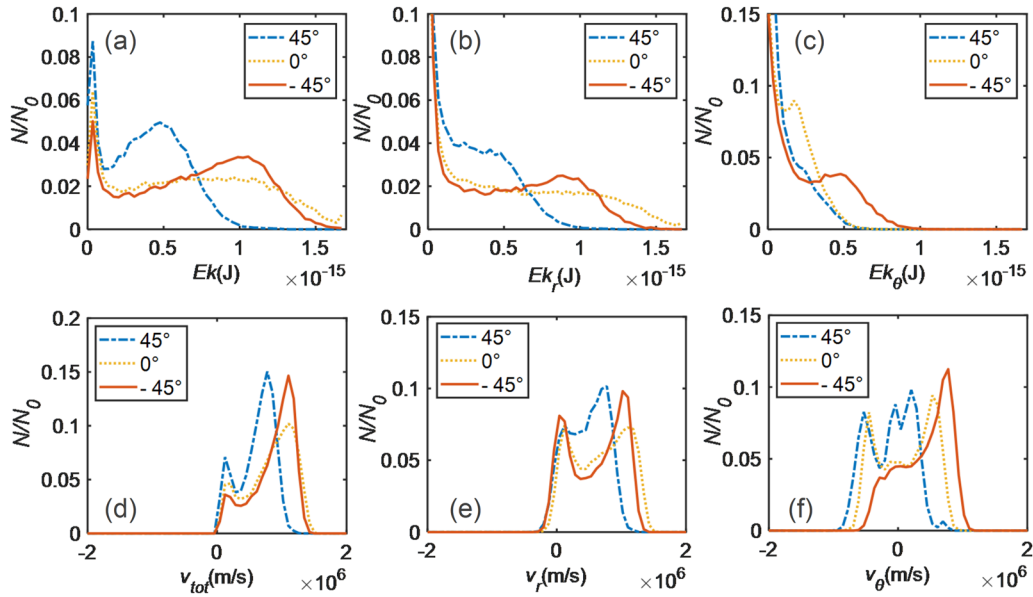 (a)
45°
0°
- 45°
N/N0
0.1
0.08
0.06
0.04
0.02
0
0 0.5 1 1.5
Ek(J) ×10-15
(b)
45°
0°
- 45°
N/N0
0.1
0.08
0.06
0.04
0.02
0
0 0.5 1 1.5
Ekr(J) ×10-15
(c)
45°
0°
- 45°
N/N0
0.15
0.1
0.05
0
0 0.5 1 1.5
Ekθ(J) ×10-15
45°
0°
- 45°
N/N0
0.2
0.15
0.1
0.05
0
(d)
-2 0 2
vtot(m/s) ×106
45°
0°
- 45°
N/N0
0.15
0.1
0.05
0
(e)
-2 0 2
vr(m/s) ×106
45°
0°
- 45°
N/N0
0.15
0.1
0.05
0
(f)
-2 0 2
vθ(m/s) ×106